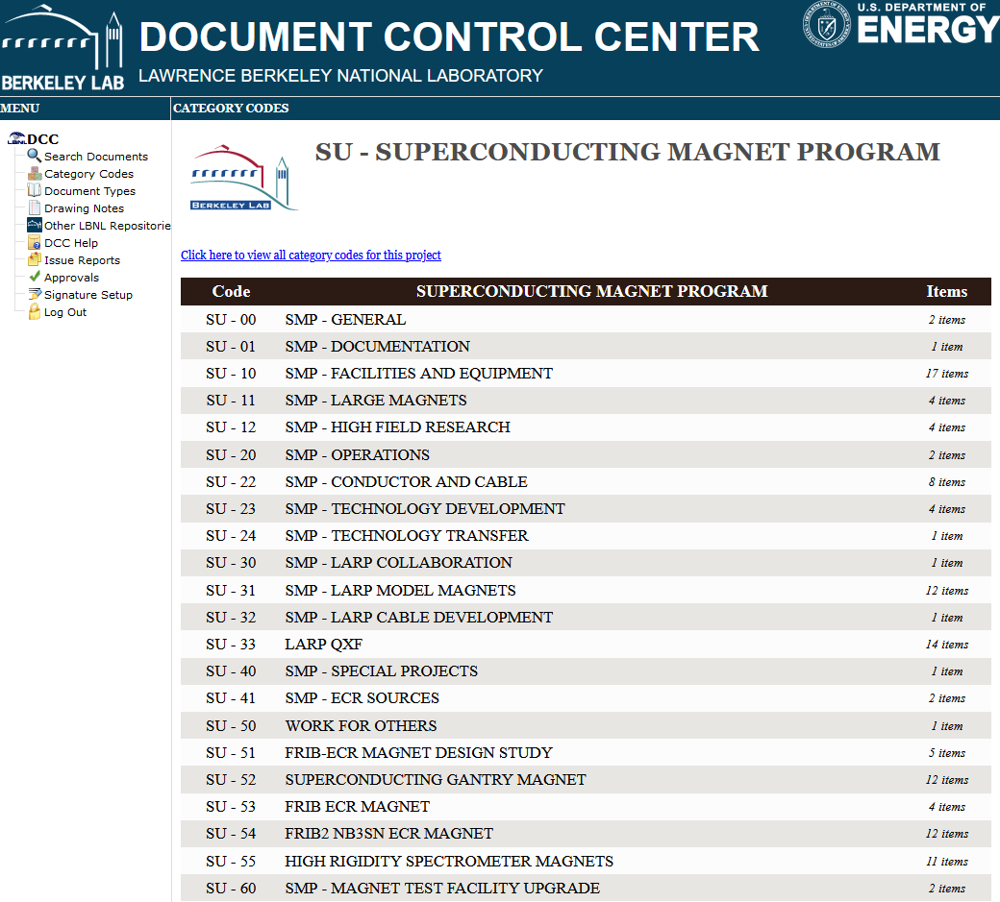 BERKELEY LAB
DOCUMENT CONTROL CENTER
LAWRENCE BERKELEY NATIONAL LABORATORY
U.S. DEPARTMENT OF
ENERGY
MENU
CATEGORY CODES
LBNL DCC
Search Documents
Category Codes
Document Types
Drawing Notes
Other LBNL Repositorie
DCC Help
Issue Reports
Approvals
Signature Setup
Log Out
BERKELEY LAB
SU - SUPERCONDUCTING MAGNET PROGRAM
Click here to view all category codes for this project
Code SUPERCONDUCTING MAGNET PROGRAM Items
SU - 00 SMP - GENERAL 2 items
SU - 01 SMP - DOCUMENTATION 1 item
SU - 10 SMP - FACILITIES AND EQUIPMENT 17 items
SU - 11 SMP - LARGE MAGNETS 4 items
SU - 12 SMP - HIGH FIELD RESEARCH 4 items
SU - 20 SMP - OPERATIONS 2 items
SU - 22 SMP - CONDUCTOR AND CABLE 8 items
SU - 23 SMP - TECHNOLOGY DEVELOPMENT 4 items
SU - 24 SMP - TECHNOLOGY TRANSFER 1 item
SU - 30 SMP - LARP COLLABORATION 1 item
SU - 31 SMP - LARP MODEL MAGNETS 12 items
SU - 32 SMP - LARP CABLE DEVELOPMENT 1 item
SU - 33 LARP QXF 14 items
SU - 40 SMP - SPECIAL PROJECTS 1 item
SU - 41 SMP - ECR SOURCES 2 items
SU - 50 WORK FOR OTHERS 1 item
SU - 51 FRIB-ECR MAGNET DESIGN STUDY 5 items
SU - 52 SUPERCONDUCTING GANTRY MAGNET 12 items
SU - 53 FRIB ECR MAGNET 4 items
SU - 54 FRIB2 NB3SN ECR MAGNET 12 items
SU - 55 HIGH RIGIDITY SPECTROMETER MAGNETS 11 items
SU - 60 SMP - MAGNET TEST FACILITY UPGRADE 2 items